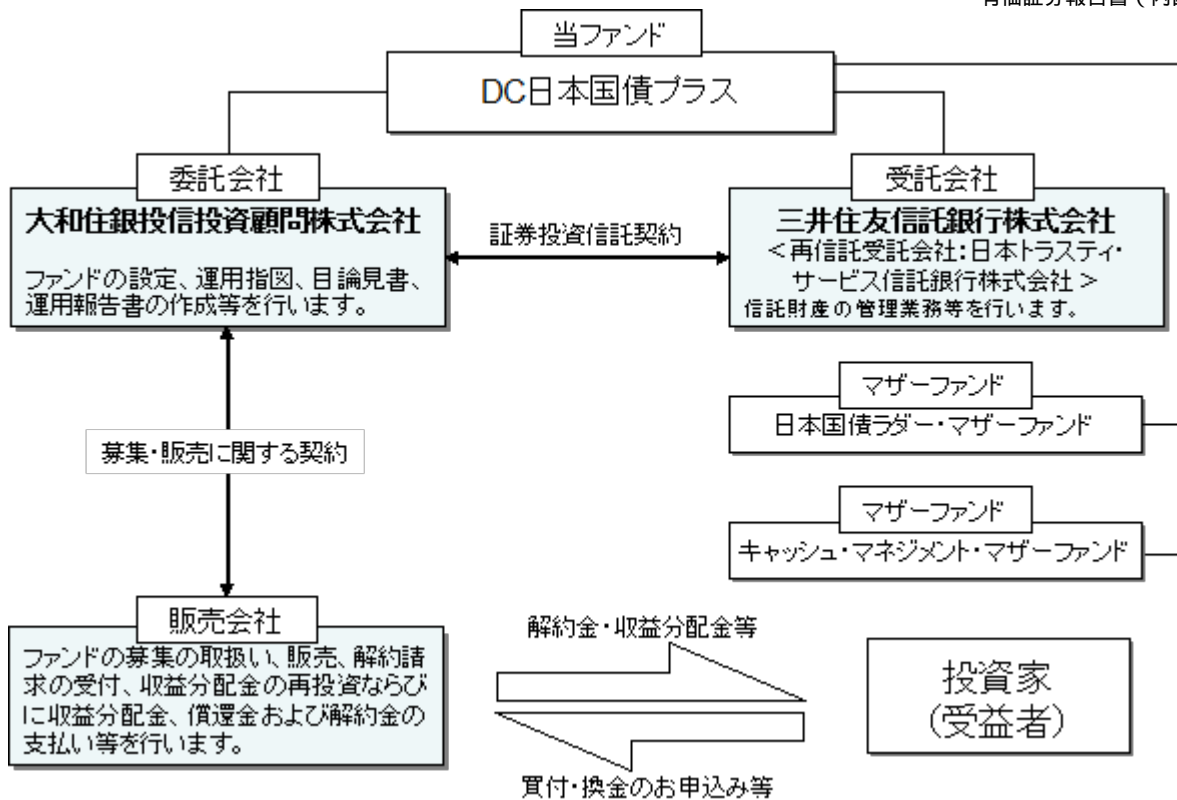 当ファンド
DC日本国債プラス
委託会社
大和住銀投信投資顧問株式会社
ファンドの設定、運用指図、目論見書、
運用報告書の作成等を行います。
証券投資信託契約
受託会社
三井住友信託銀行株式会社
＜再信託受託会社：日本トラスティ・
サービス信託銀行株式会社＞
信託財産の管理業務等を行います。
マザーファンド
日本国債ラダー・マザーファンド
募集・販売に関する契約
マザーファンド
キャッシュ・マネジメント・マザーファンド
販売会社
ファンドの募集の取扱い、販売、解約請
求の受付、収益分配金の再投資ならび
に収益分配金、償還金および解約金の
支払い等を行います。
解約金・収益分配金等
買付・換金のお申込み等
投資家
(受益者)